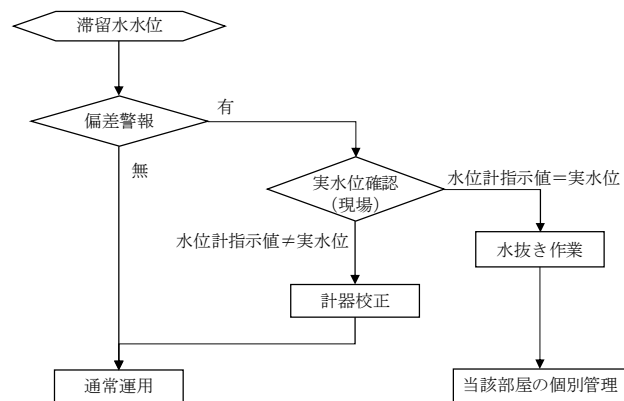 滞留水水位
偏差警報
有
無
実水位確認
（現場）
水位計指示値＝実水位
水位計指示値≠実水位
水抜き作業
計器校正
通常運用
当該部屋の個別管理